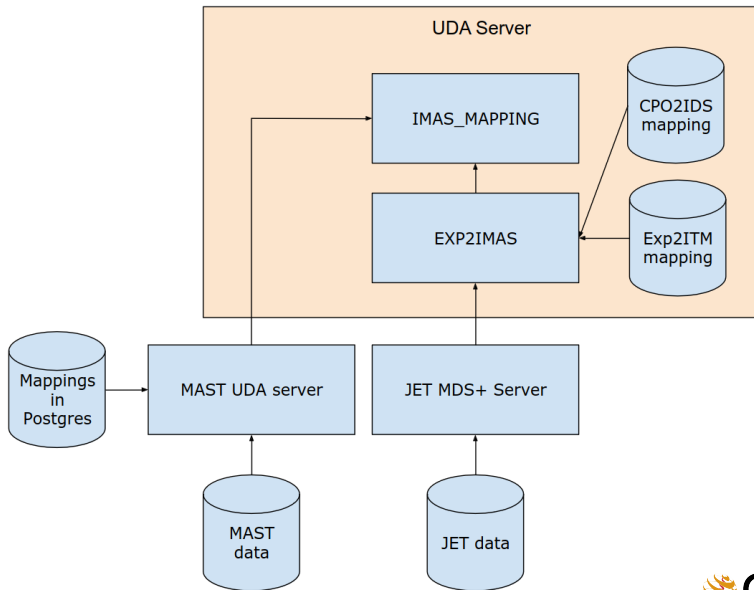 UDA Server
IMAS_MAPPING
CPO2IDS
mapping
EXP2IMAS
Exp2ITM
mapping
Mappings
in
Postgres
MAST UDA server
JET MDS+ Server
MAST
data
JET data